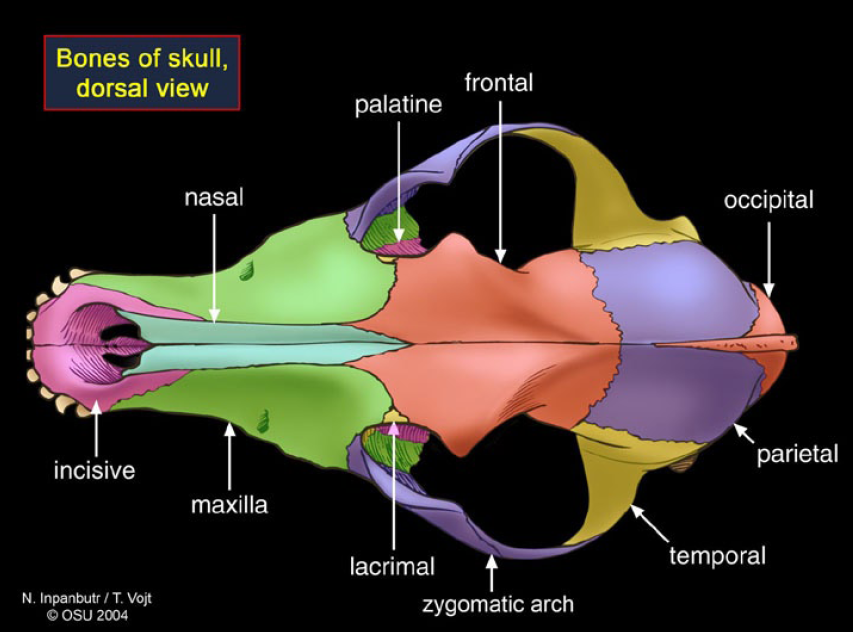 Bones of skull,
dorsal view
frontal
palatine
nasal
occipital
incisive
maxilla
parietal
lacrimal
temporal
zygomatic arch
N. Inpanbutr / T. Vojt
© OSU 2004